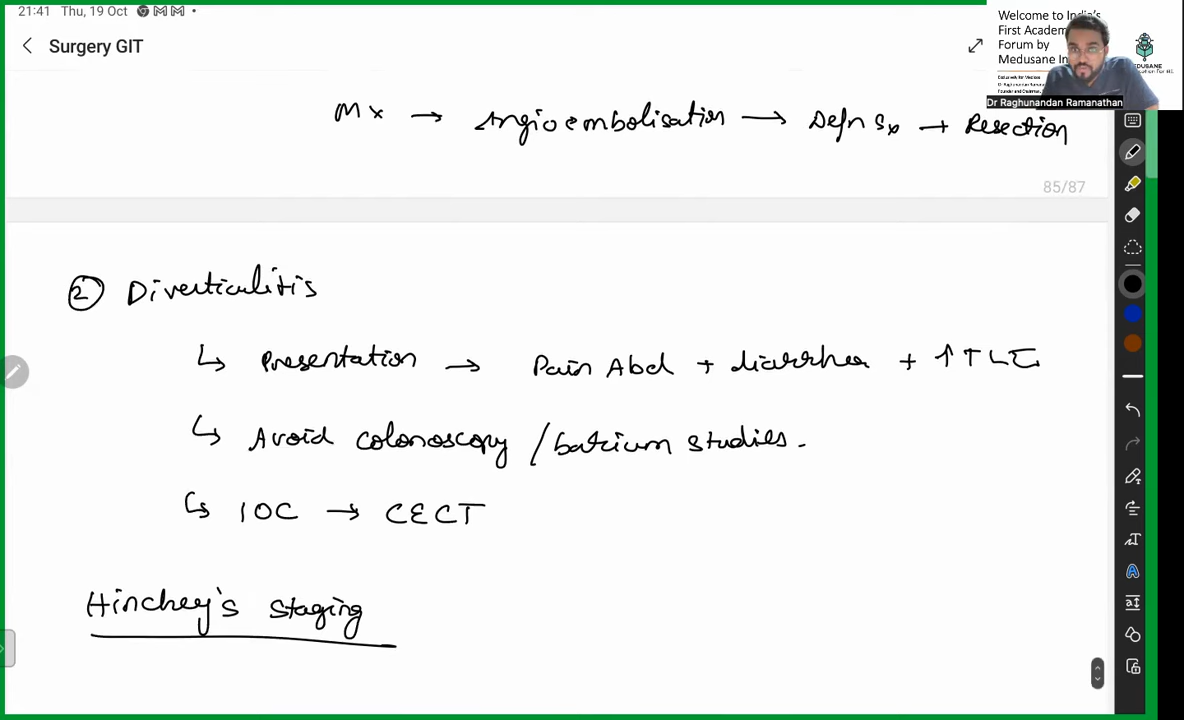 21:41 Thu, 19 Oct
Surgery GIT
Welcome to India's
First Academ
Forum by
Medusane In
Dr Raghunandan Ramanathan
Mx → Angioembolisation → Defn Sx → Resection
85/87
② Diverticulitis
↳ Presentation → Pain Abd + diarrhea + ↑TLC
↳ Avoid colonoscopy / barium studies.
↳ IOC → CECT
Hinchey's staging